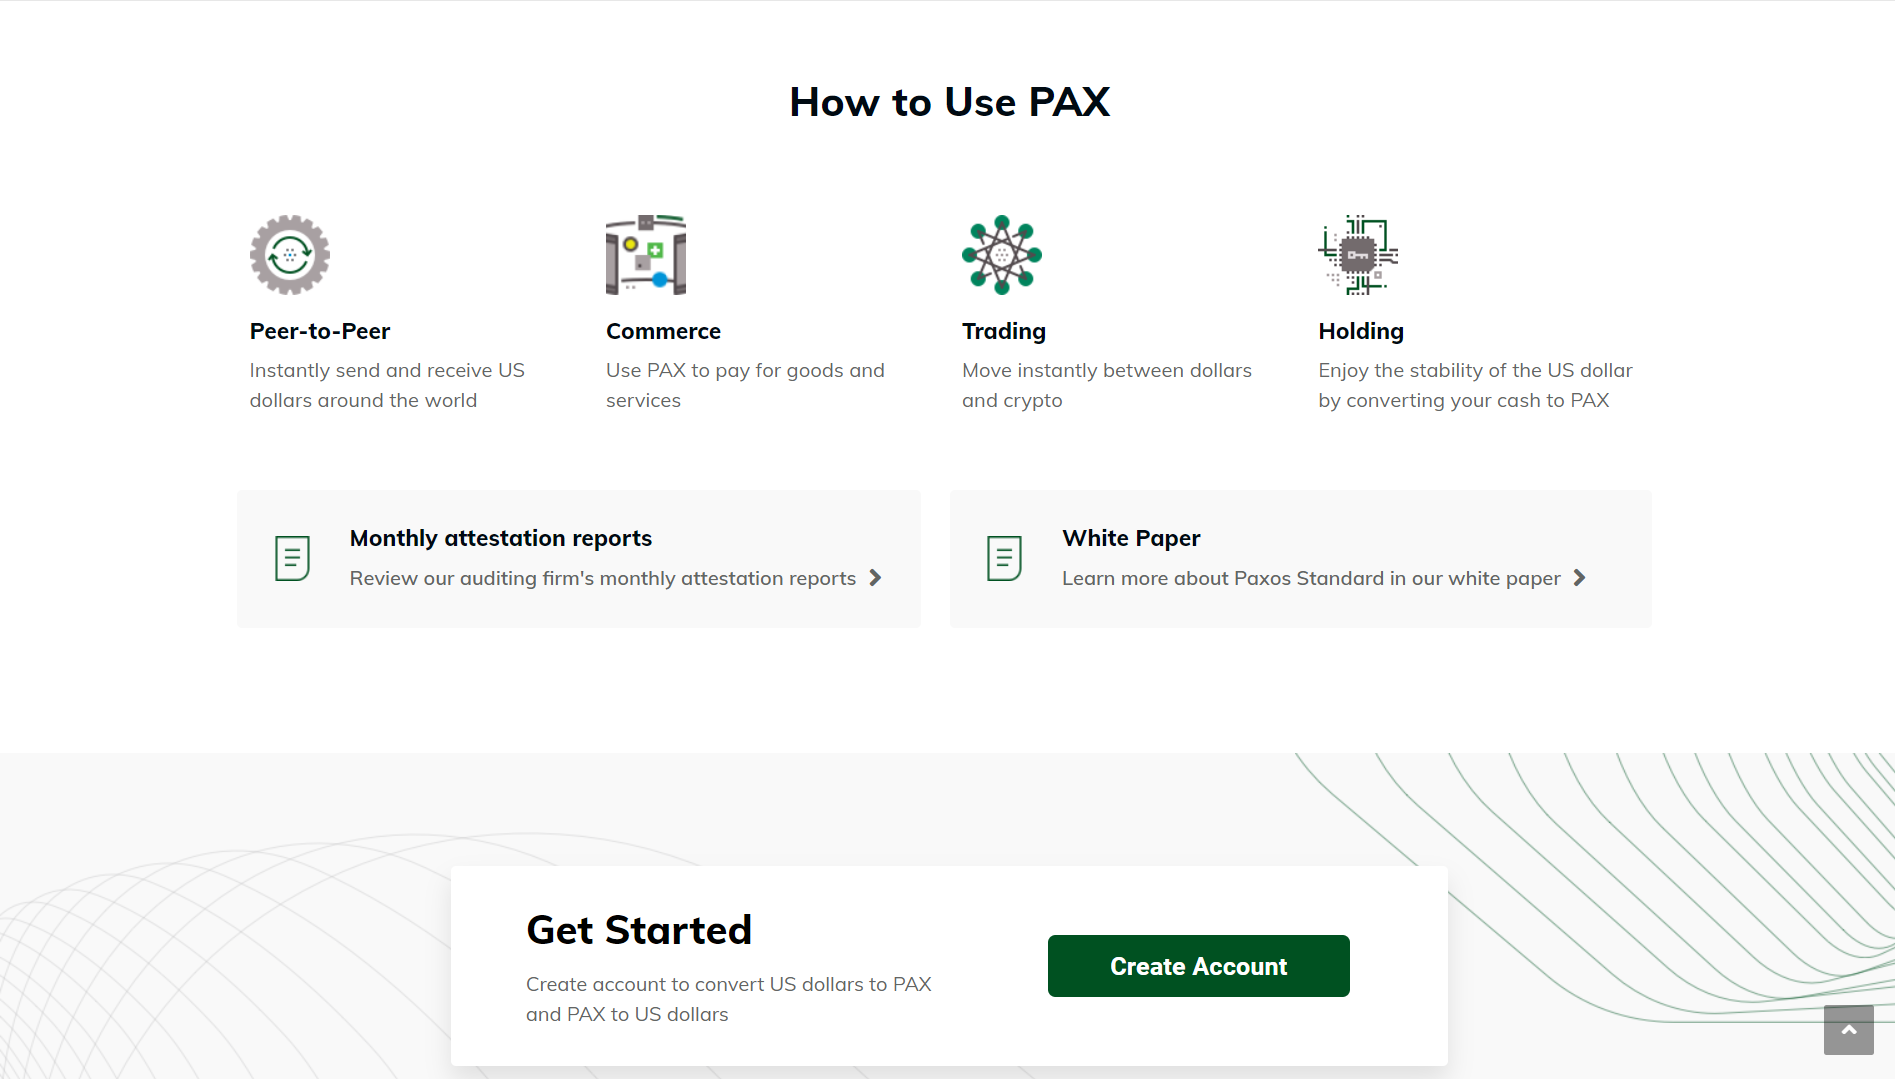 How to Use PAX
Peer-to-Peer
Instantly send and receive US
dollars around the world
Commerce
Use PAX to pay for goods and
services
Trading
Move instantly between dollars
and crypto
Holding
Enjoy the stability of the US dollar
by converting your cash to PAX
Monthly attestation reports
Review our auditing firm's monthly attestation reports
White Paper
Learn more about Paxos Standard in our white paper
Get Started
Create account to convert US dollars to PAX
and PAX to US dollars
Create Account